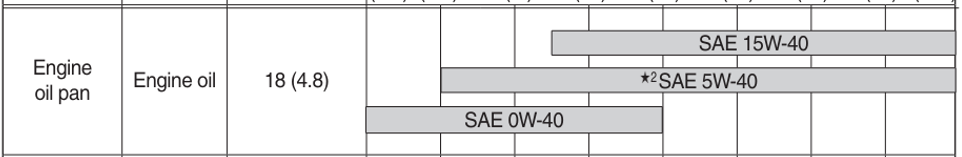 SAE 15W-40
Engine
oil pan
Engine oil
18 (4.8)
★2SAE 5W-40
SAE 0W-40